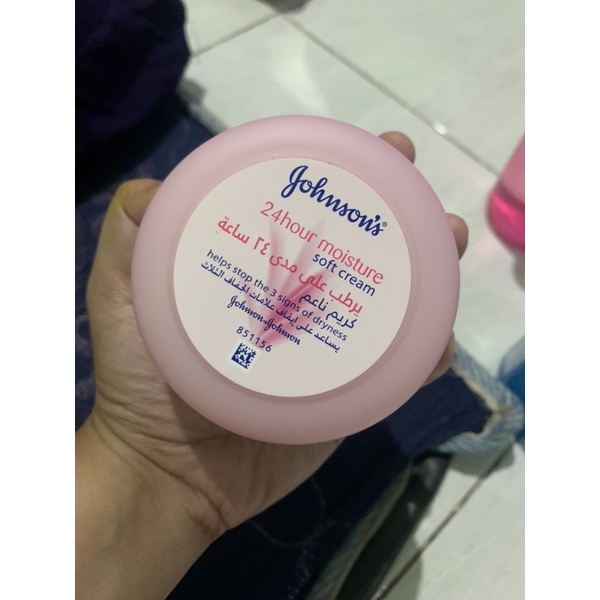 Johnson's®
24hour moisture
soft cream
يرطب على مدى ٢٤ ساعة
كريم ناعم
helps stop the 3 signs of dryness
يساعد على إيقاف علامات الجفاف الثلاث
Johnson & Johnson
851156